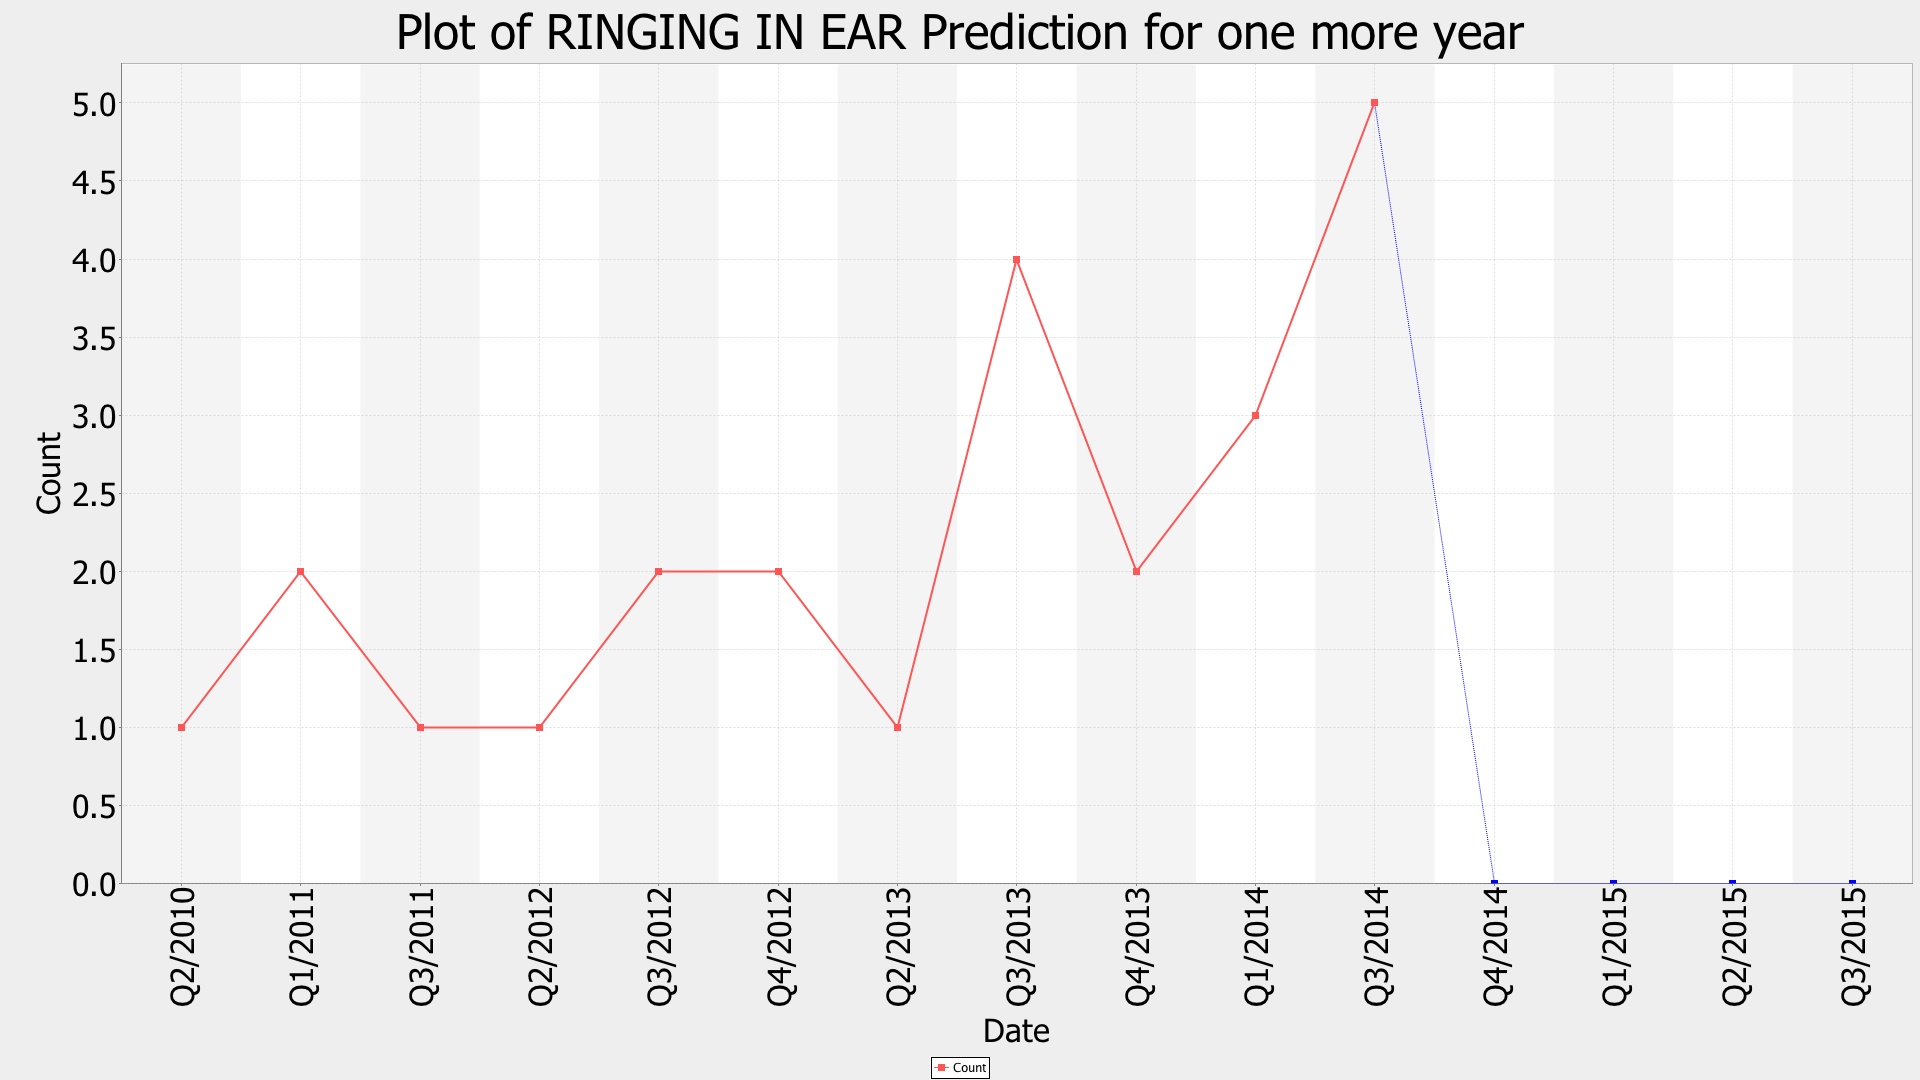 Plot of RINGING IN EAR Prediction for one more year
5.0
4.5
4.0
3.5
3.0
2.5
2.0
1.5
1.0
0.5
0.0
Count
Q2/2010
Q1/2011
Q3/2011
Q2/2012
Q3/2012
Q4/2012
Q2/2013
Q3/2013
Q4/2013
Q1/2014
Q3/2014
Q4/2014
Q1/2015
Q2/2015
Q3/2015
Date
Count